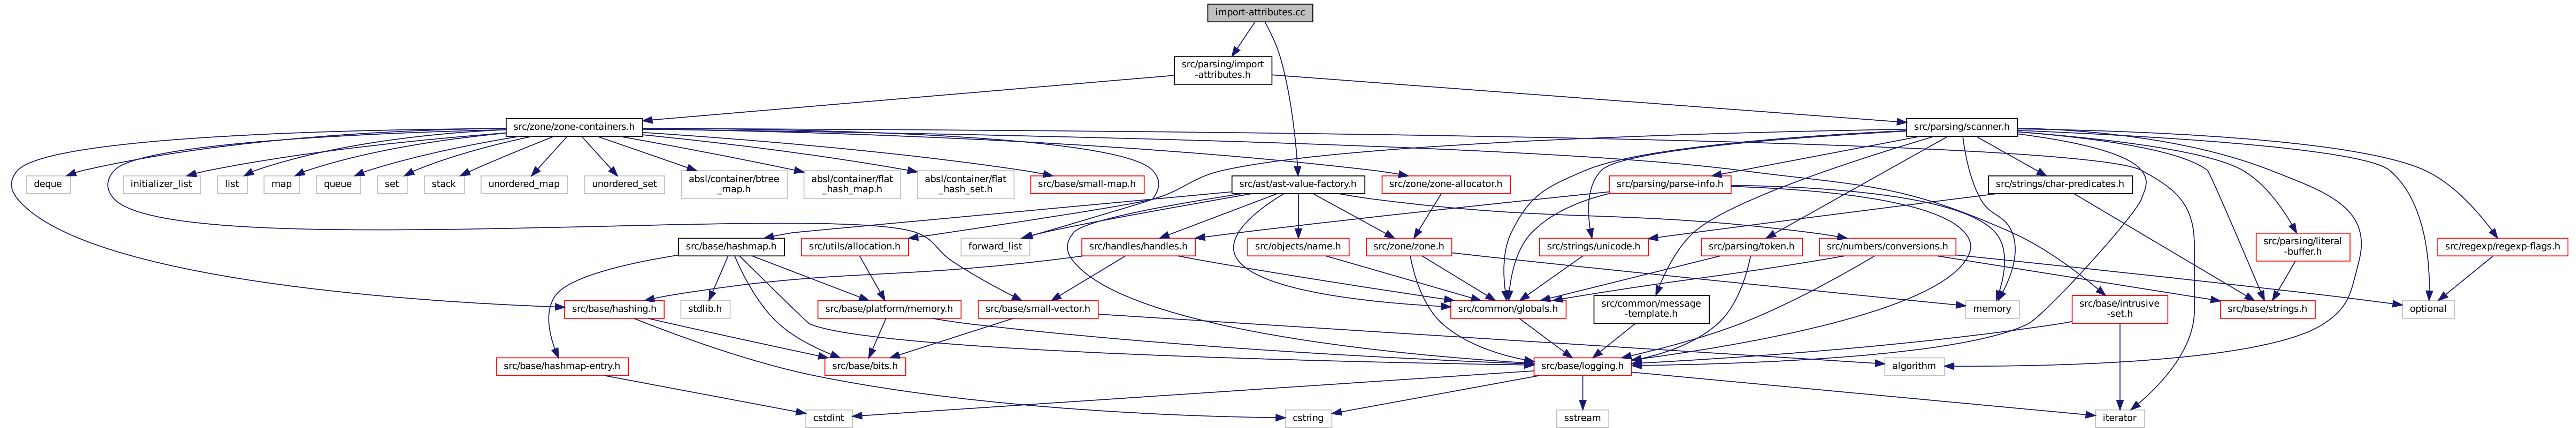 import-attributes.cc
src/parsing/import
-attributes.h
src/zone/zone-containers.h
src/parsing/scanner.h
deque
initializer_list
list
map
queue
set
stack
unordered_map
unordered_set
absl/container/btree
_map.h
absl/container/flat
_hash_map.h
absl/container/flat
_hash_set.h
src/base/small-map.h
src/ast/ast-value-factory.h
src/zone/zone-allocator.h
src/parsing/parse-info.h
src/strings/char-predicates.h
src/base/hashmap.h
src/utils/allocation.h
forward_list
src/handles/handles.h
src/objects/name.h
src/zone/zone.h
src/strings/unicode.h
src/parsing/token.h
src/numbers/conversions.h
src/parsing/literal
-buffer.h
src/regexp/regexp-flags.h
src/base/hashing.h
stdlib.h
src/base/platform/memory.h
src/base/small-vector.h
src/common/globals.h
src/common/message
-template.h
memory
src/base/intrusive
-set.h
src/base/strings.h
optional
src/base/hashmap-entry.h
src/base/bits.h
src/base/logging.h
algorithm
cstdint
cstring
sstream
iterator